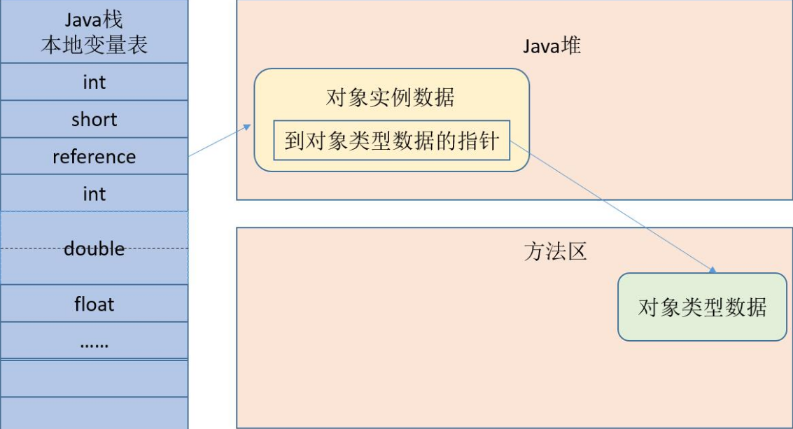 Java栈
本地变量表
int
short
reference
int
double
float
……
Java堆
对象实例数据
到对象类型数据的指针
方法区
对象类型数据